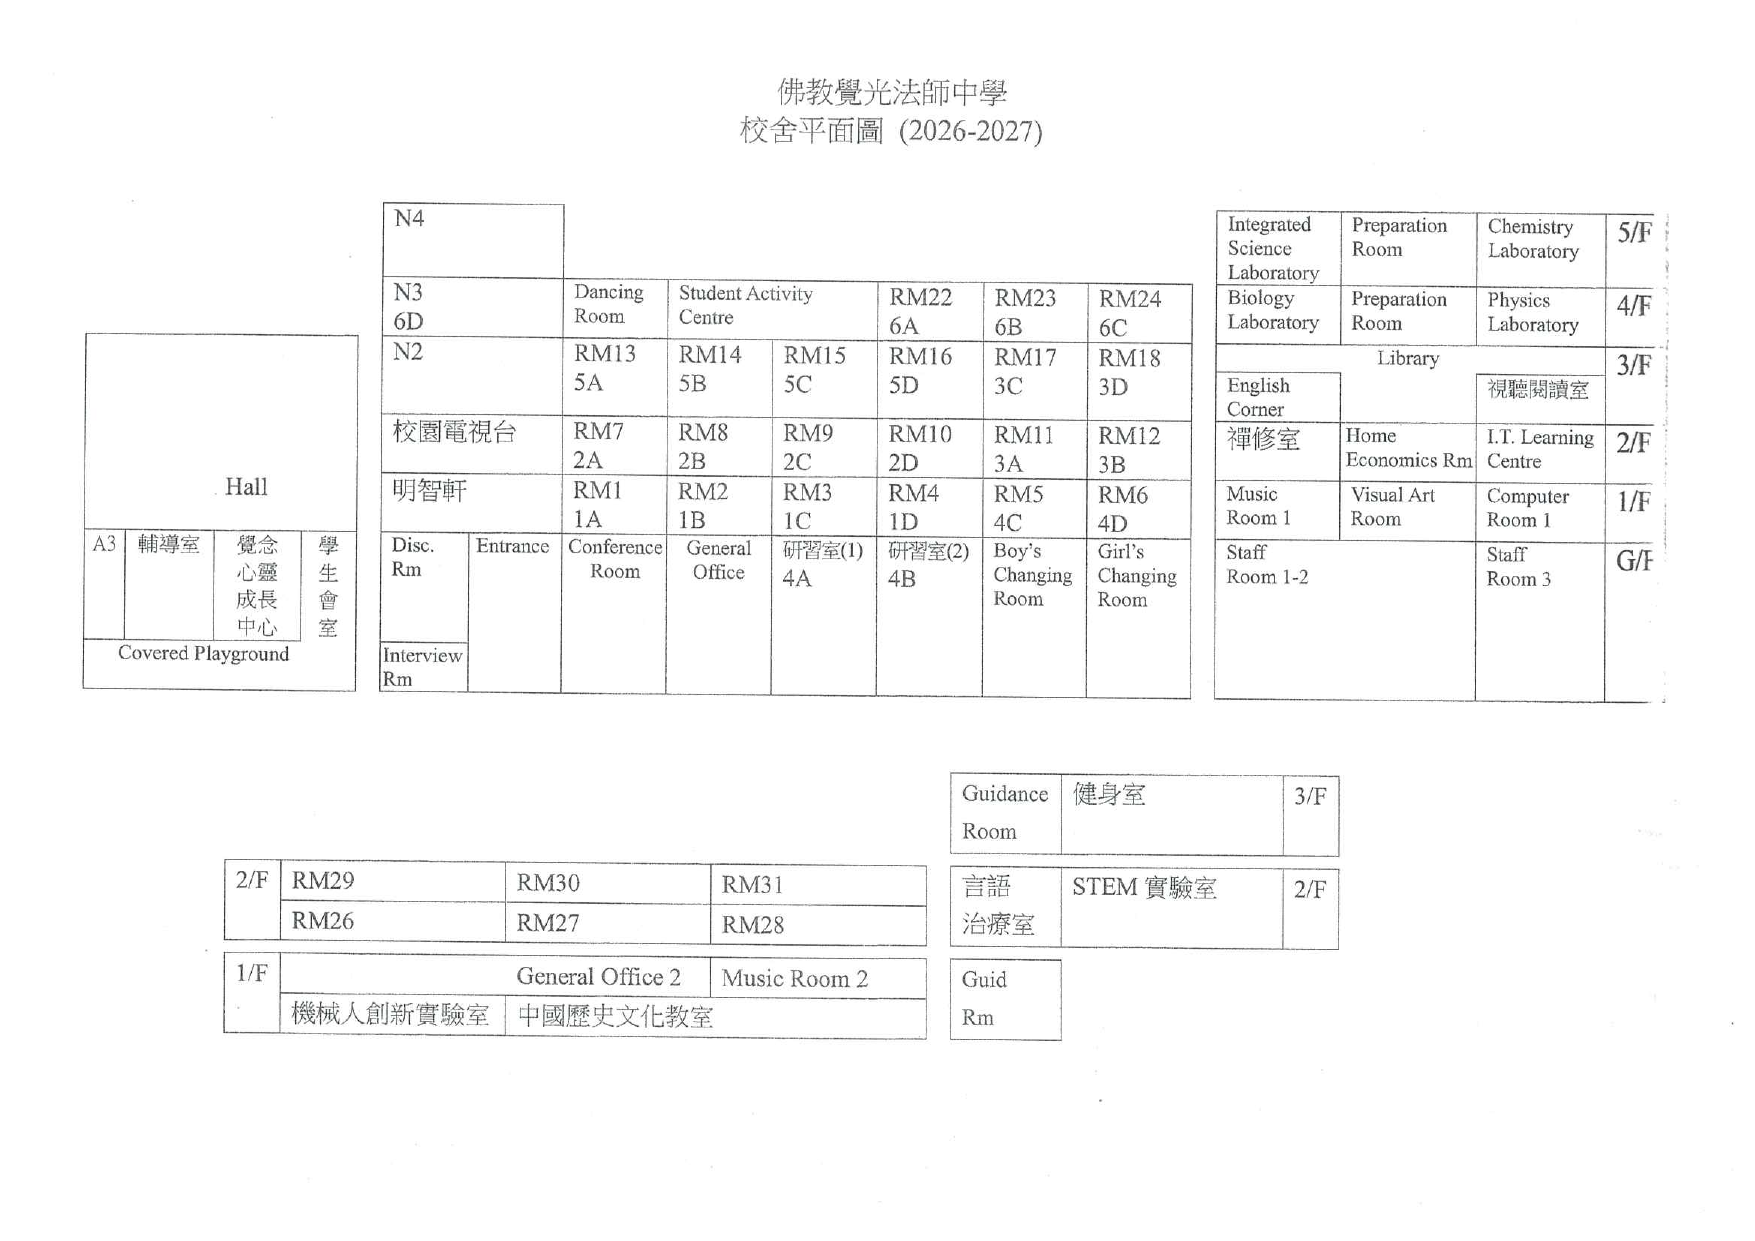 佛教覺光法師中學
校舍平面圖 (2026-2027)
N4
N3
6D
Dancing
Room
Student Activity
Centre
RM22
6A
RM23
6B
RM24
6C
N2
RM13
5A
RM14
5B
RM15
5C
RM16
5D
RM17
3C
RM18
3D
校園電視台
RM7
2A
RM8
2B
RM9
2C
RM10
2D
RM11
3A
RM12
3B
明智軒
RM1
1A
RM2
1B
RM3
1C
RM4
1D
RM5
4C
RM6
4D
Disc.
Rm
Interview
Rm
Entrance
Conference
Room
General
Office
研習室(1)
4A
研習室(2)
4B
Boy's
Changing
Room
Girl's
Changing
Room
Hall
A3
輔導室
覺念
心靈
成長
中心
學
生
會
室
Covered Playground
Integrated
Science
Laboratory
Preparation
Room
Chemistry
Laboratory
5/F
Biology
Laboratory
Preparation
Room
Physics
Laboratory
4/F
Library
3/F
English
Corner
視聽閱讀室
禪修室
Home
Economics Rm
I.T. Learning
Centre
2/F
Music
Room 1
Visual Art
Room
Computer
Room 1
1/F
Staff
Room 1-2
Staff
Room 3
G/F
Guidance
Room
健身室
3/F
2/F
RM29
RM30
RM31
RM26
RM27
RM28
言語
治療室
STEM 實驗室
2/F
1/F
General Office 2
Music Room 2
機械人創新實驗室
中國歷史文化教室
Guid
Rm